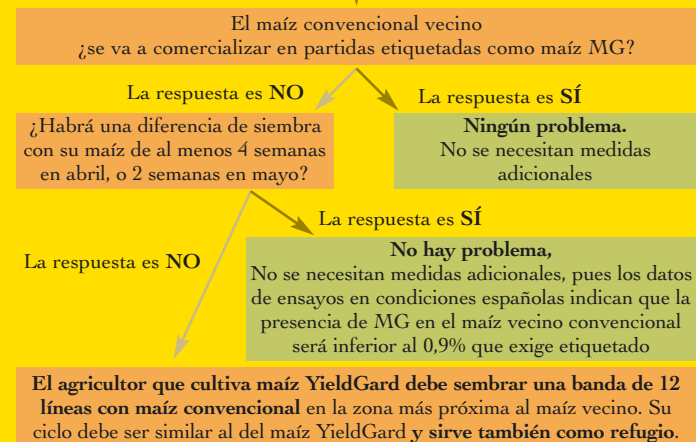 El maíz convencional vecino
¿se va a comercializar en partidas etiquetadas como maíz MG?
La respuesta es NO
La respuesta es SÍ
¿Habrá una diferencia de siembra
con su maíz de al menos 4 semanas
en abril, o 2 semanas en mayo?
Ningún problema.
No se necesitan medidas
adicionales
La respuesta es SÍ
La respuesta es NO
No hay problema,
No se necesitan medidas adicionales, pues los datos
de ensayos en condiciones españolas indican que la
presencia de MG en el maíz vecino convencional
será inferior al 0,9% que exige etiquetado
El agricultor que cultiva maíz YieldGard debe sembrar una banda de 12
líneas con maíz convencional en la zona más próxima al maíz vecino. Su
ciclo debe ser similar al del maíz YieldGard y sirve también como refugio.